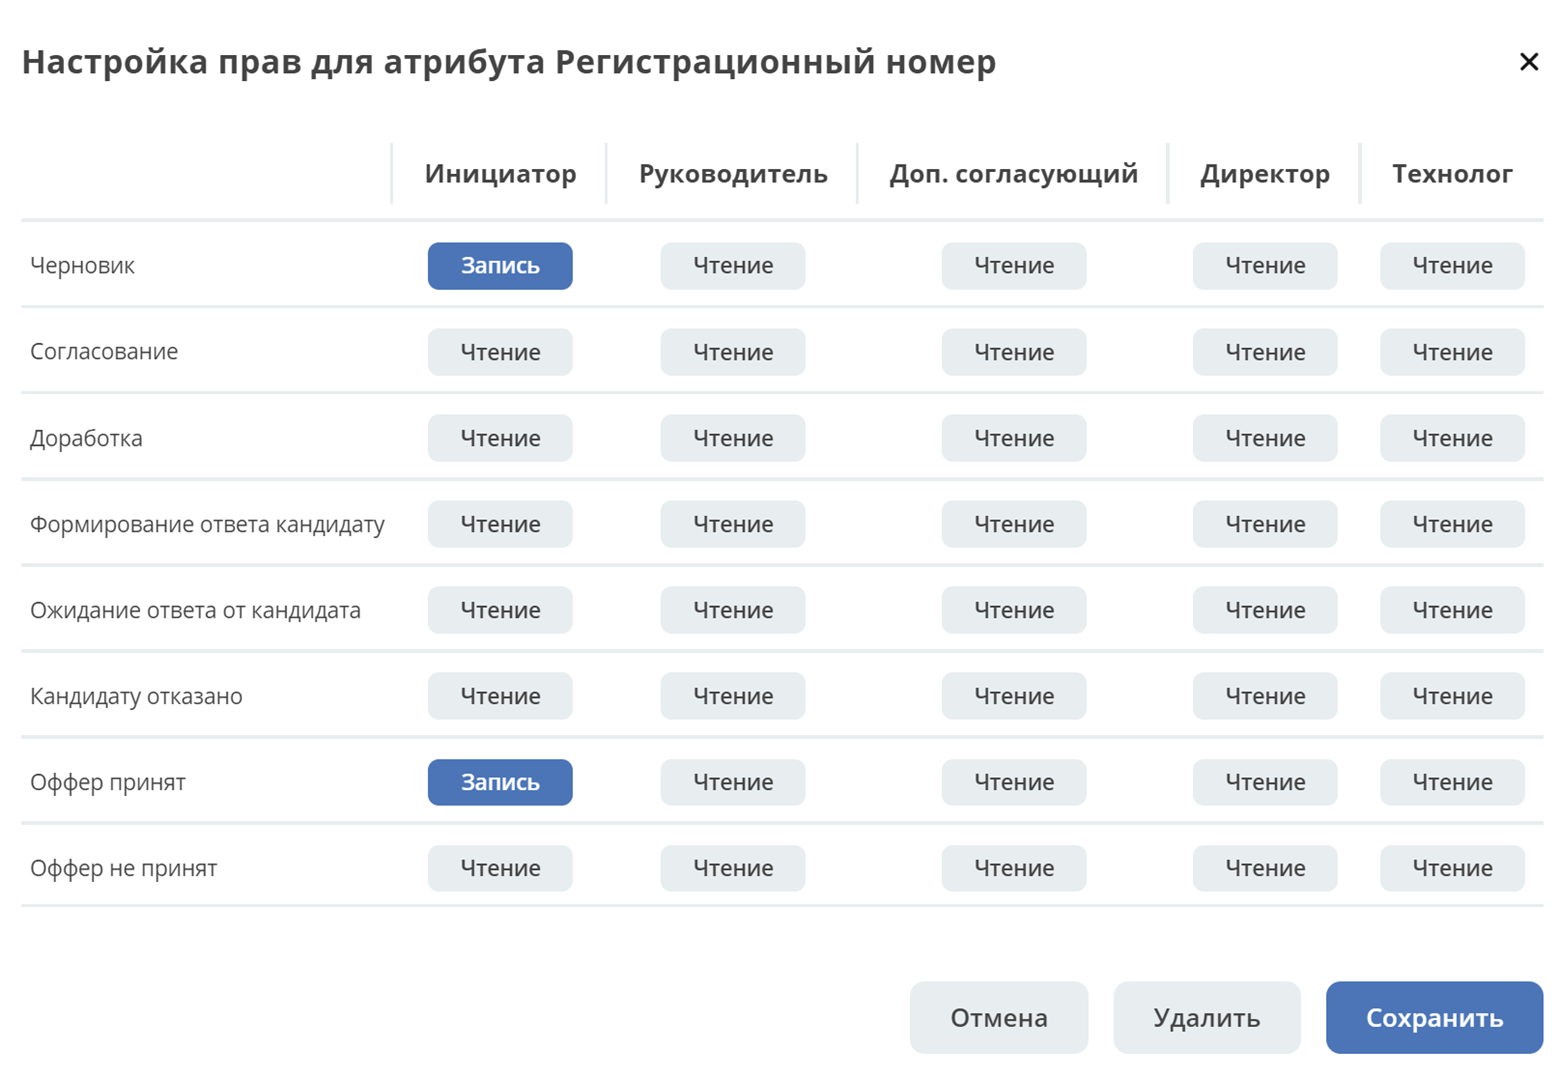 Настройка прав для атрибута Регистрационный номер
Инициатор Руководитель Доп. согласующий Директор Технолог
Черновик Запись Чтение Чтение Чтение Чтение
Согласование Чтение Чтение Чтение Чтение Чтение
Доработка Чтение Чтение Чтение Чтение Чтение
Формирование ответа кандидату Чтение Чтение Чтение Чтение Чтение
Ожидание ответа от кандидата Чтение Чтение Чтение Чтение Чтение
Кандидату отказано Чтение Чтение Чтение Чтение Чтение
Оффер принят Запись Чтение Чтение Чтение Чтение
Оффер не принят Чтение Чтение Чтение Чтение Чтение
Отмена Удалить Сохранить